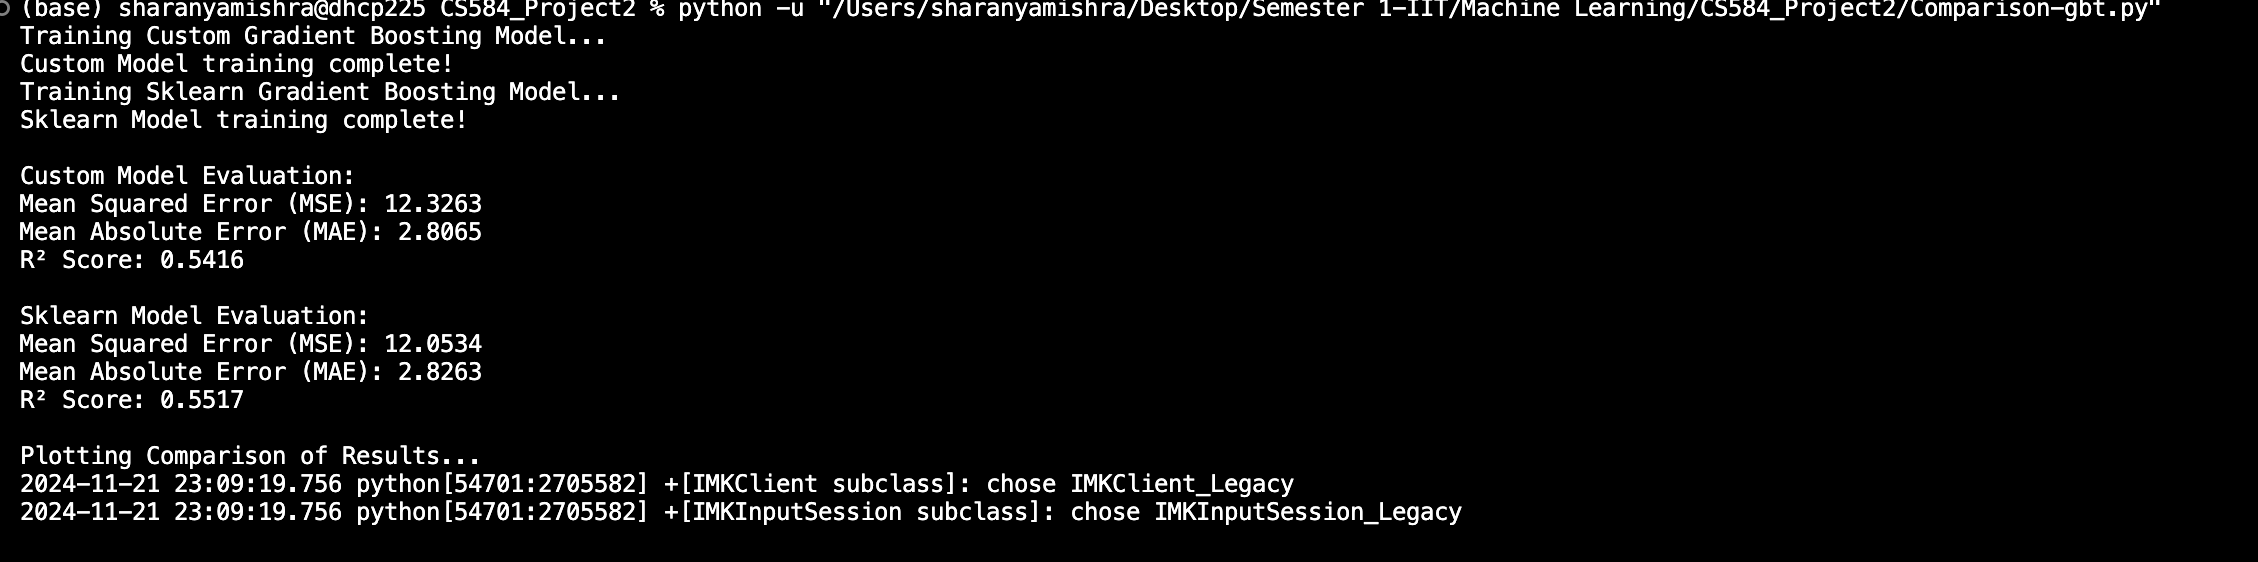 (base) sharanyamishra@dhcp225 CS584_Project2 % python -u "/Users/sharanyamishra/Desktop/Semester 1-IIT/Machine Learning/CS584_Project2/Comparison-gbt.py"
Training Custom Gradient Boosting Model...
Custom Model training complete!
Training Sklearn Gradient Boosting Model...
Sklearn Model training complete!
Custom Model Evaluation:
Mean Squared Error (MSE): 12.3263
Mean Absolute Error (MAE): 2.8065
R² Score: 0.5416
Sklearn Model Evaluation:
Mean Squared Error (MSE): 12.0534
Mean Absolute Error (MAE): 2.8263
R² Score: 0.5517
Plotting Comparison of Results...
2024-11-21 23:09:19.756 python[54701:2705582] +[IMKClient subclass]: chose IMKClient_Legacy
2024-11-21 23:09:19.756 python[54701:2705582] +[IMKInputSession subclass]: chose IMKInputSession_Legacy